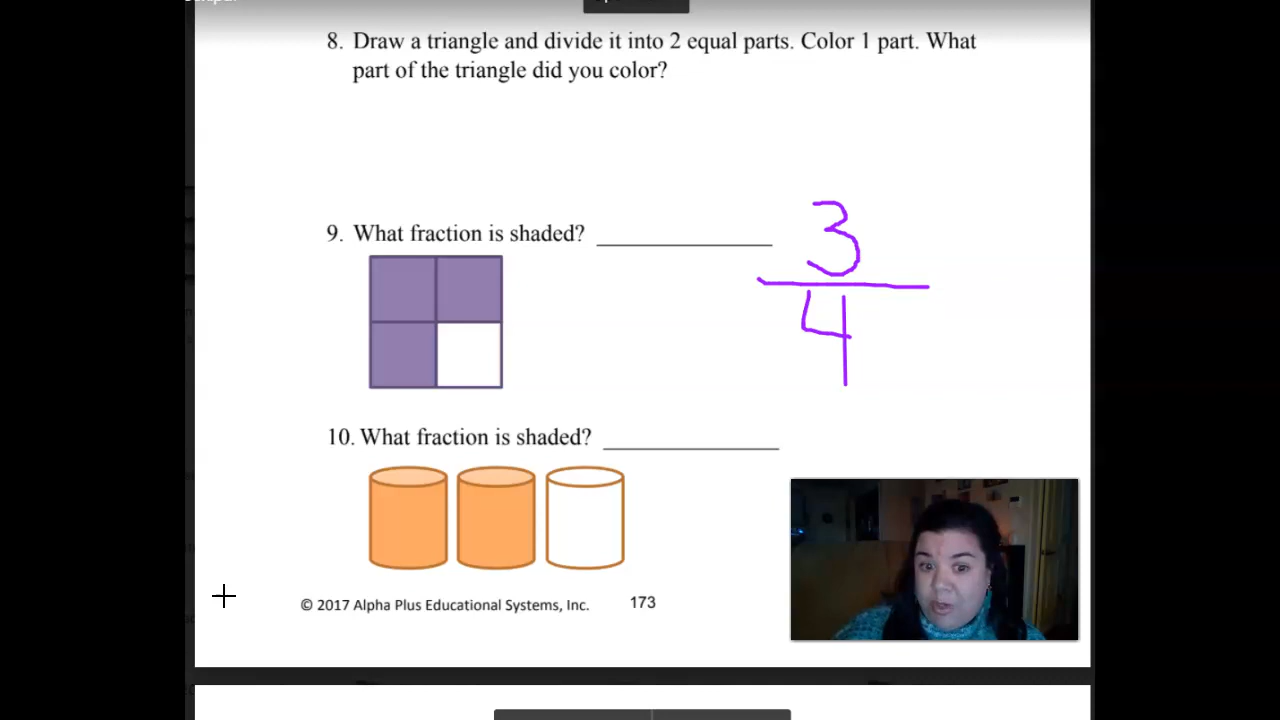 8. Draw a triangle and divide it into 2 equal parts. Color 1 part. What
part of the triangle did you color?
9. What fraction is shaded? ________________
3
4
10. What fraction is shaded? ________________
© 2017 Alpha Plus Educational Systems, Inc. 173